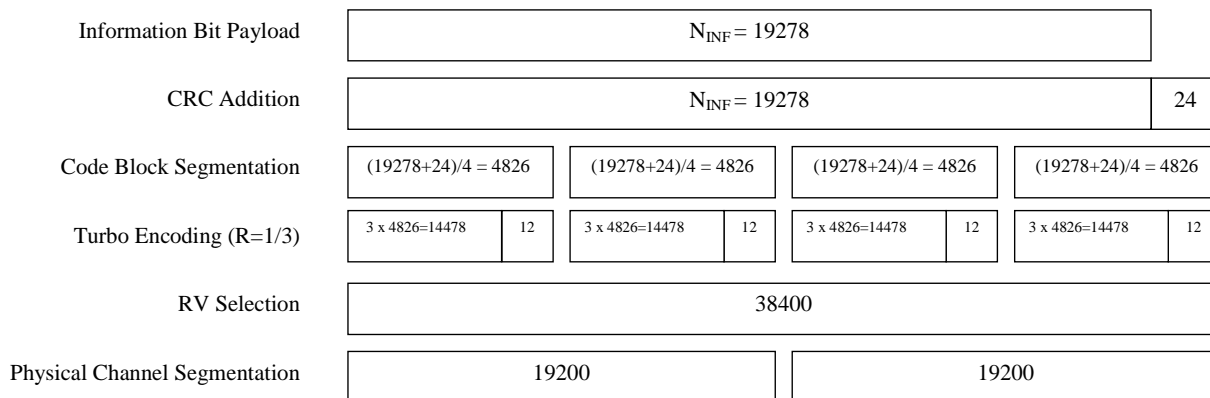 Information Bit Payload
N_INF = 19278
CRC Addition
N_INF = 19278 24
Code Block Segmentation
(19278+24)/4 = 4826 (19278+24)/4 = 4826 (19278+24)/4 = 4826 (19278+24)/4 = 4826
Turbo Encoding (R=1/3)
3 x 4826=14478 12 3 x 4826=14478 12 3 x 4826=14478 12 3 x 4826=14478 12
RV Selection
38400
Physical Channel Segmentation
19200 19200